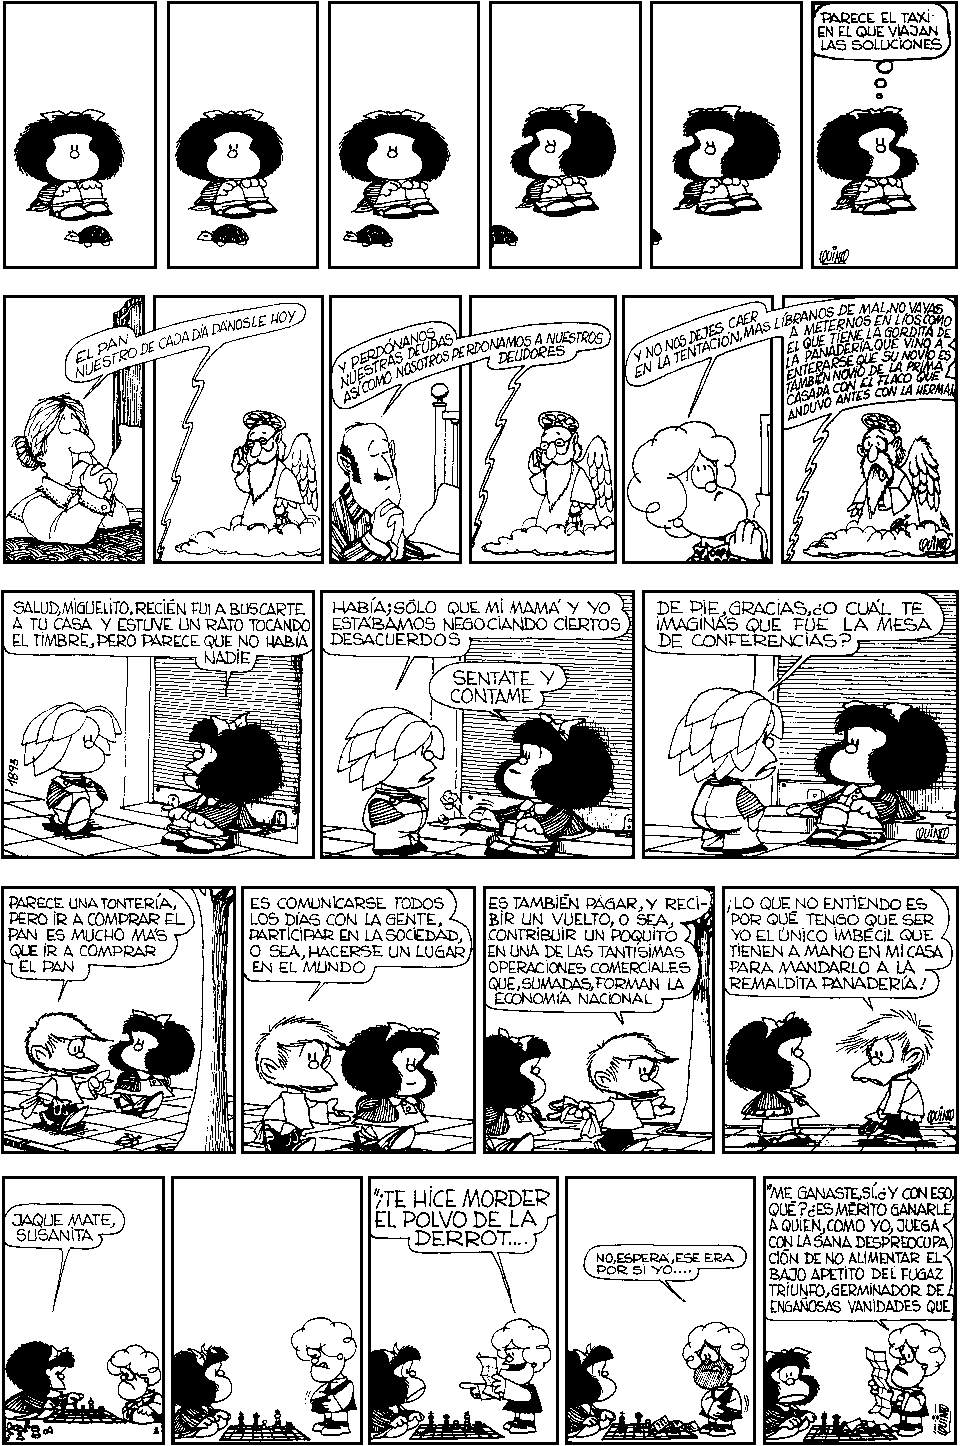 PARECE EL TAXI
EN EL QUE VIAJAN
LAS SOLUCIONES
QUINO
EL PAN
NUESTRO DE CADA DÍA DÁNOSLE HOY
Y PERDÓNANOS
NUESTRAS DEUDAS
ASÍ COMO NOSOTROS PERDONAMOS A NUESTROS
DEUDORES
Y NO NOS DEJES CAER
EN LA TENTACIÓN, MAS LÍBRANOS DE MAL, NO VAYAS
A METERNOS EN LÍOS COMO
EL QUE TIENE LA GORDITA DE
LA PANADERÍA, QUE VINO A
ENTERARSE QUE SU NOVIO ES
TAMBIÉN NOVIO DE LA PRIMA
CASADA CON EL FLACO QUE
ANDUVO ANTES CON LA HERMAN
QUINO
SALUD, MIGUELITO. RECIÉN FUI A BUSCARTE
A TU CASA Y ESTUVE UN RATO TOCANDO
EL TIMBRE, PERO PARECE QUE NO HABÍA
NADIE
1893
HABÍA; SÓLO QUE MI MAMÁ Y YO
ESTÁBAMOS NEGOCIANDO CIERTOS
DESACUERDOS
SENTATE Y
CONTAME
DE PIE, GRACIAS, ¿O CUÁL TE
IMAGINÁS QUE FUE LA MESA
DE CONFERENCIAS?
QUINO
PARECE UNA TONTERÍA,
PERO IR A COMPRAR EL
PAN ES MUCHO MÁS
QUE IR A COMPRAR
EL PAN
ES COMUNICARSE TODOS
LOS DÍAS CON LA GENTE,
PARTICIPAR EN LA SOCIEDAD,
O SEA, HACERSE UN LUGAR
EN EL MUNDO
ES TAMBIÉN PAGAR, Y RECI-
BIR UN VUELTO, O SEA,
CONTRIBUIR UN POQUITO
EN UNA DE LAS TANTÍSIMAS
OPERACIONES COMERCIALES
QUE, SUMADAS, FORMAN LA
ECONOMÍA NACIONAL
¡LO QUE NO ENTIENDO ES
POR QUÉ TENGO QUE SER
YO EL ÚNICO IMBÉCIL QUE
TIENEN A MANO EN MI CASA
PARA MANDARLO A LA
REMALDITA PANADERÍA!
QUINO
JAQUE MATE,
SUSANITA
"¡TE HICE MORDER
EL POLVO DE LA
DERROT....
NO, ESPERÁ, ESE ERA
POR SI YO....
"ME GANASTE, SÍ, ¿Y CON ESO,
QUÉ? ¿ES MÉRITO GANARLE
A QUIEN, COMO YO, JUEGA
CON LA SANA DESPREOCUPA
CIÓN DE NO ALIMENTAR EL
BAJO APETITO DEL FUGAZ
TRIUNFO, GERMINADOR DE
ENGAÑOSAS VANIDADES QUE
QUINO